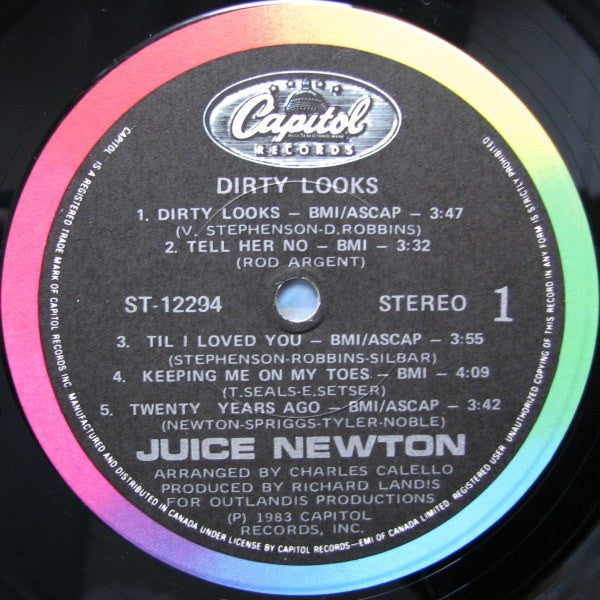 Capitol
REGISTERED TRADE MARK
RECORDS
DIRTY LOOKS
1. DIRTY LOOKS – BMI/ASCAP – 3:47
(V. STEPHENSON-D. ROBBINS)
2. TELL HER NO – BMI – 3:32
(ROD ARGENT)
ST-12294 STEREO 1
3. TIL I LOVED YOU – BMI/ASCAP – 3:55
(STEPHENSON-ROBBINS-SILBAR)
4. KEEPING ME ON MY TOES – BMI – 4:09
(T. SEALS-E. SETSER)
5. TWENTY YEARS AGO – BMI/ASCAP – 3:42
(NEWTON-SPRIGGS-TYLER-NOBLE)
JUICE NEWTON
ARRANGED BY CHARLES CALELLO
PRODUCED BY RICHARD LANDIS
FOR OUTLANDIS PRODUCTIONS
(P) 1983 CAPITOL
RECORDS, INC.
CAPITOL IS A REGISTERED TRADE MARK OF CAPITOL RECORDS INC. MANUFACTURED AND DISTRIBUTED IN CANADA UNDER LICENSE BY CAPITOL RECORDS—EMI OF CANADA LIMITED. UNAUTHORIZED COPYING OF THIS RECORD IN ANY FORM IS STRICTLY PROHIBITED